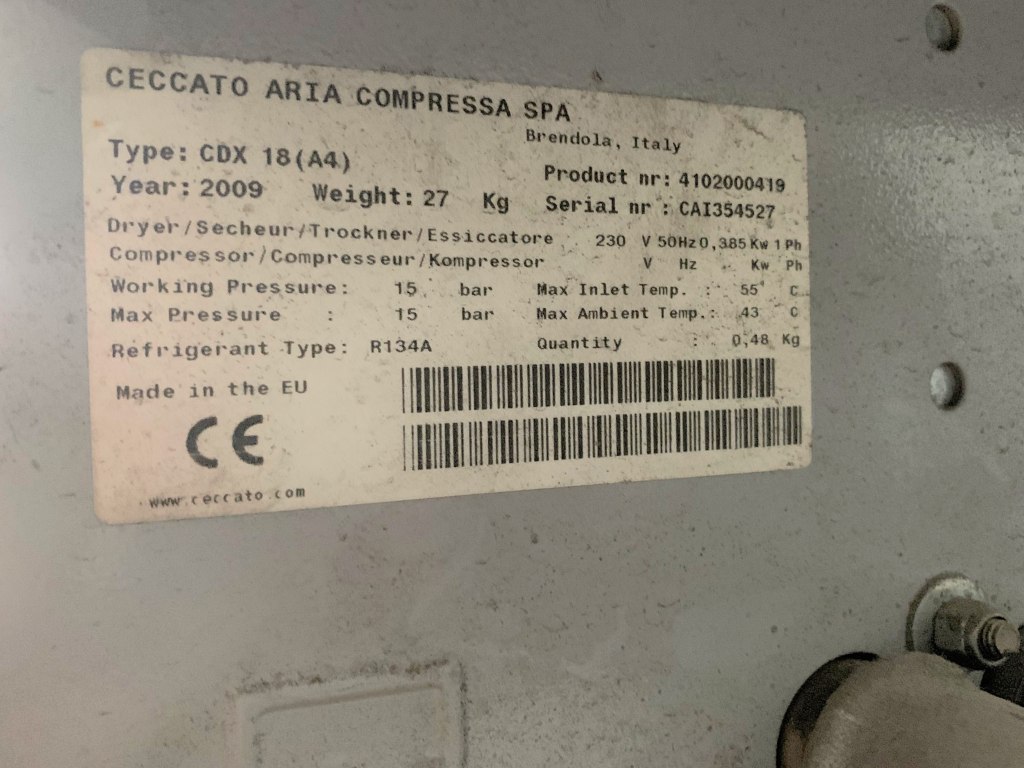 CECCATO ARIA COMPRESSA SPA
Brendola, Italy
Type: CDX 18(A4)
Product nr: 4102000419
Year: 2009 Weight: 27 Kg
Serial nr : CAI354527
Dryer/Secheur/Trockner/Essiccatore 230 V 50Hz 0,385 Kw 1 Ph
Compressor/Compresseur/Kompressor V Hz Kw Ph
Working Pressure: 15 bar Max Inlet Temp. : 55° C
Max Pressure : 15 bar Max Ambient Temp.: 43 C
Refrigerant Type: R134A Quantity : 0,48 Kg
Made in the EU
CE
www.ceccato.com